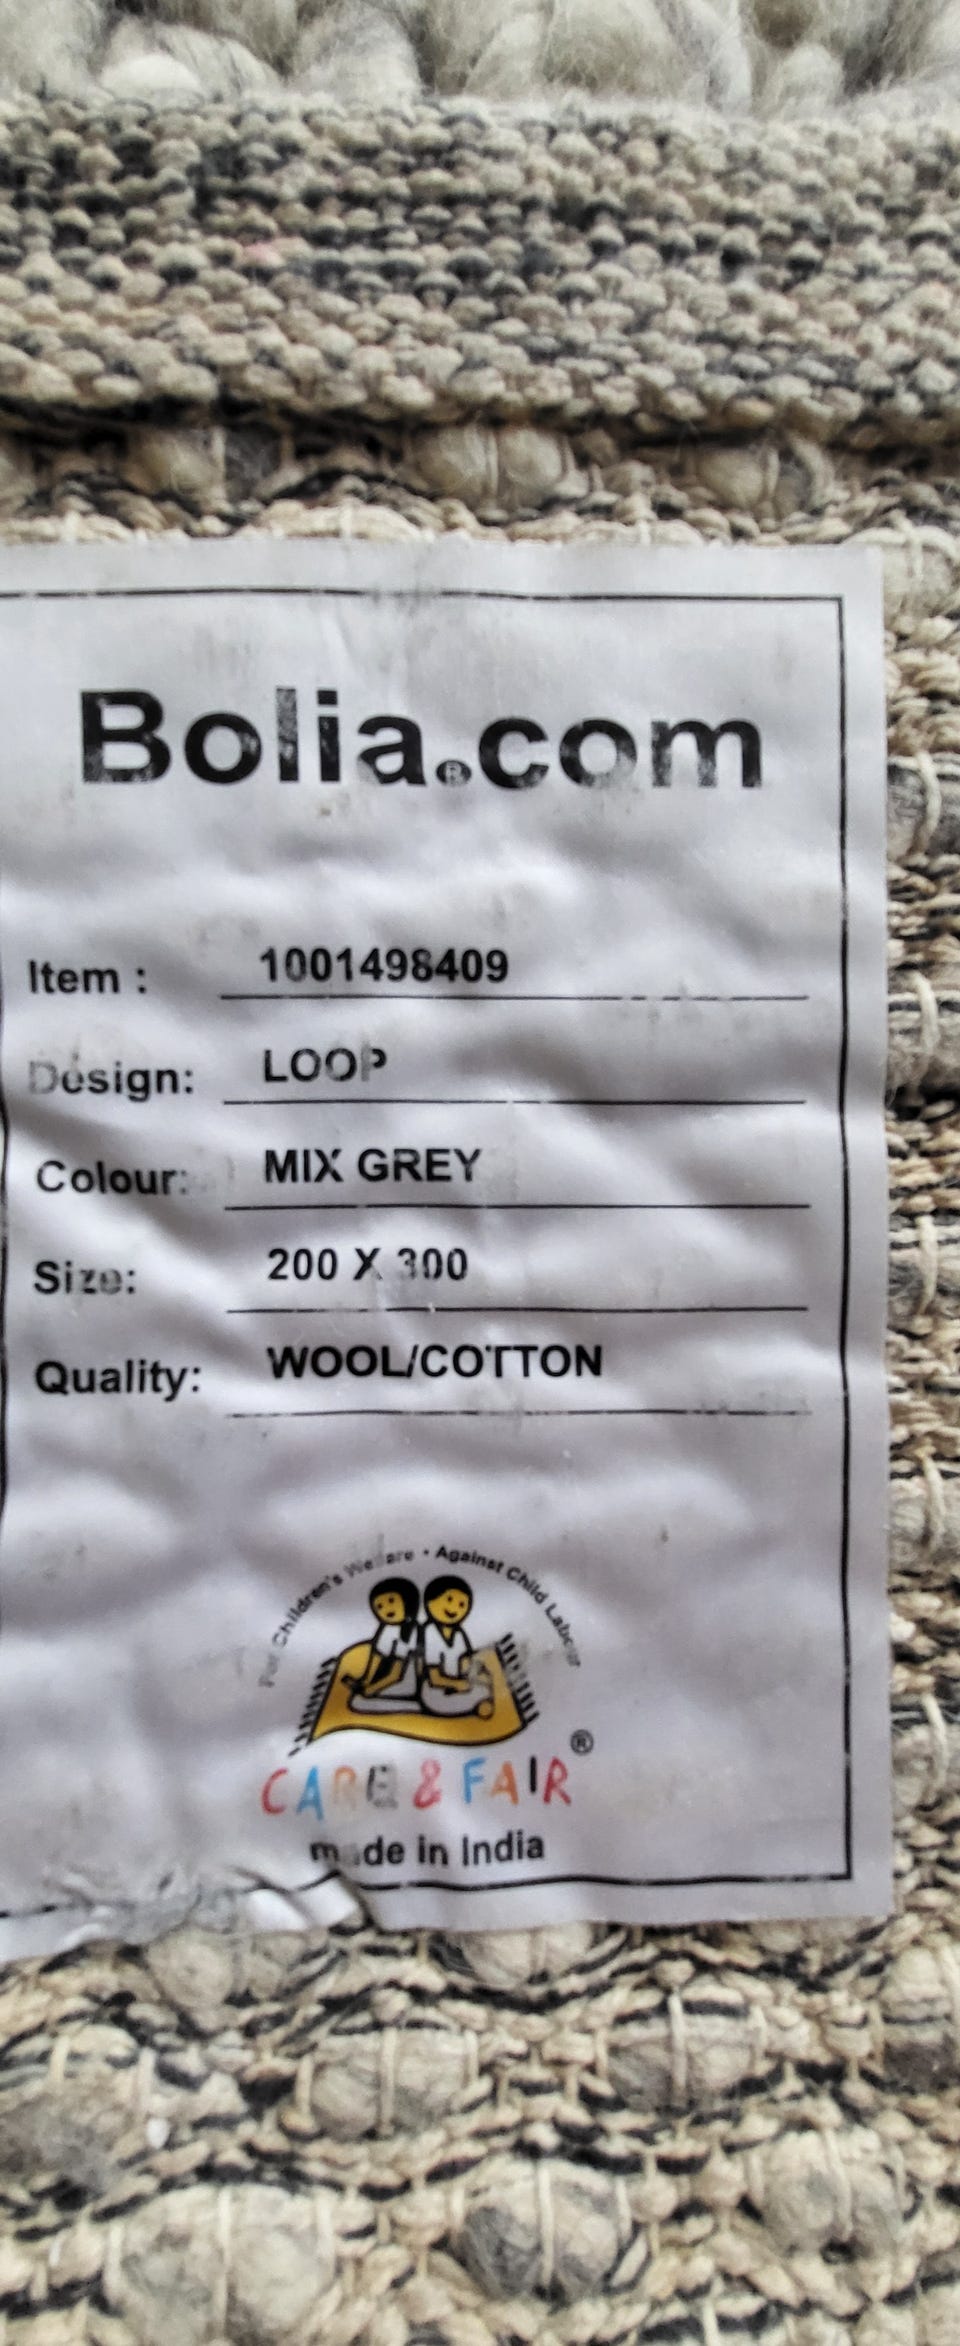 Bolia®.com
Item : 1001498409
Design: LOOP
Colour: MIX GREY
Size: 200 X 300
Quality: WOOL/COTTON
For Children's Welfare · Against Child Labour
CARE & FAIR ®
made in India